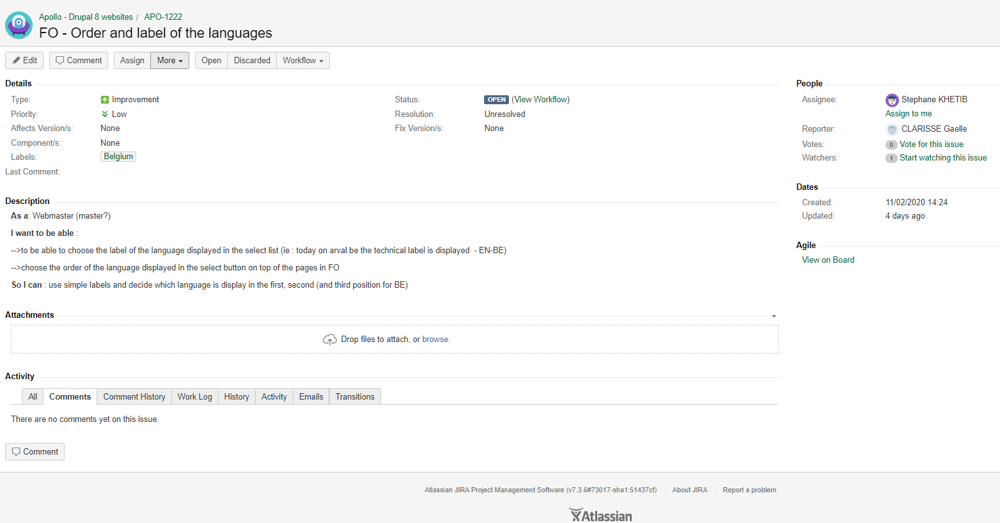 Apollo - Drupal 8 websites / APO-1222
FO - Order and label of the languages
Edit Comment Assign More Open Discarded Workflow
Details
Type: Improvement
Priority: Low
Affects Version/s: None
Component/s: None
Labels: Belgium
Last Comment:
Status: OPEN (View Workflow)
Resolution: Unresolved
Fix Version/s: None
Description
As a: Webmaster (master?)
I want to be able :
-->to be able to choose the label of the language displayed in the select list (ie : today on arval.be the technical label is displayed - EN-BE)
-->choose the order of the language displayed in the select button on top of the pages in FO
So I can : use simple labels and decide which language is display in the first, second (and third position for BE)
Attachments
Drop files to attach, or browse.
Activity
All Comments Comment History Work Log History Activity Emails Transitions
There are no comments yet on this issue.
Comment
People
Assignee: Stephane KHETIB
Assign to me
Reporter: CLARISSE Gaelle
Votes: 0 Vote for this issue
Watchers: 1 Start watching this issue
Dates
Created: 11/02/2020 14:24
Updated: 4 days ago
Agile
View on Board
Atlassian JIRA Project Management Software (v7.3.6#73017-sha1:51437cf) · About JIRA · Report a problem
Atlassian